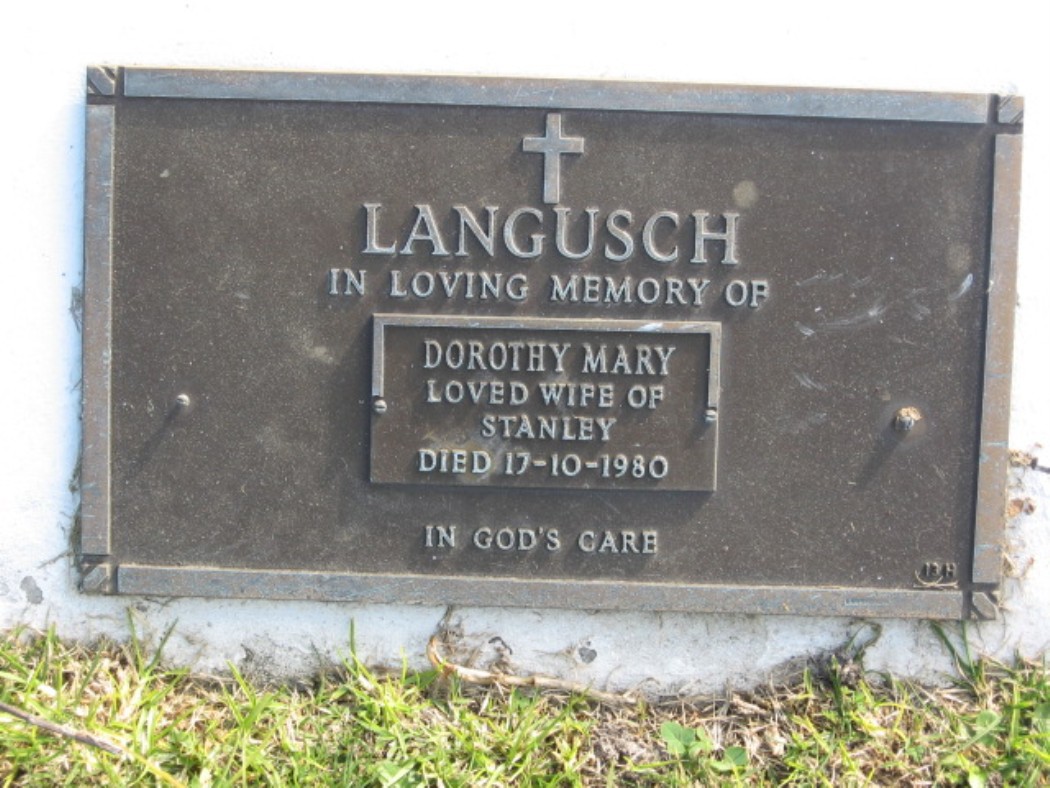 LANGUSCH
IN LOVING MEMORY OF
DOROTHY MARY
LOVED WIFE OF
STANLEY
DIED 17-10-1980
IN GOD'S CARE